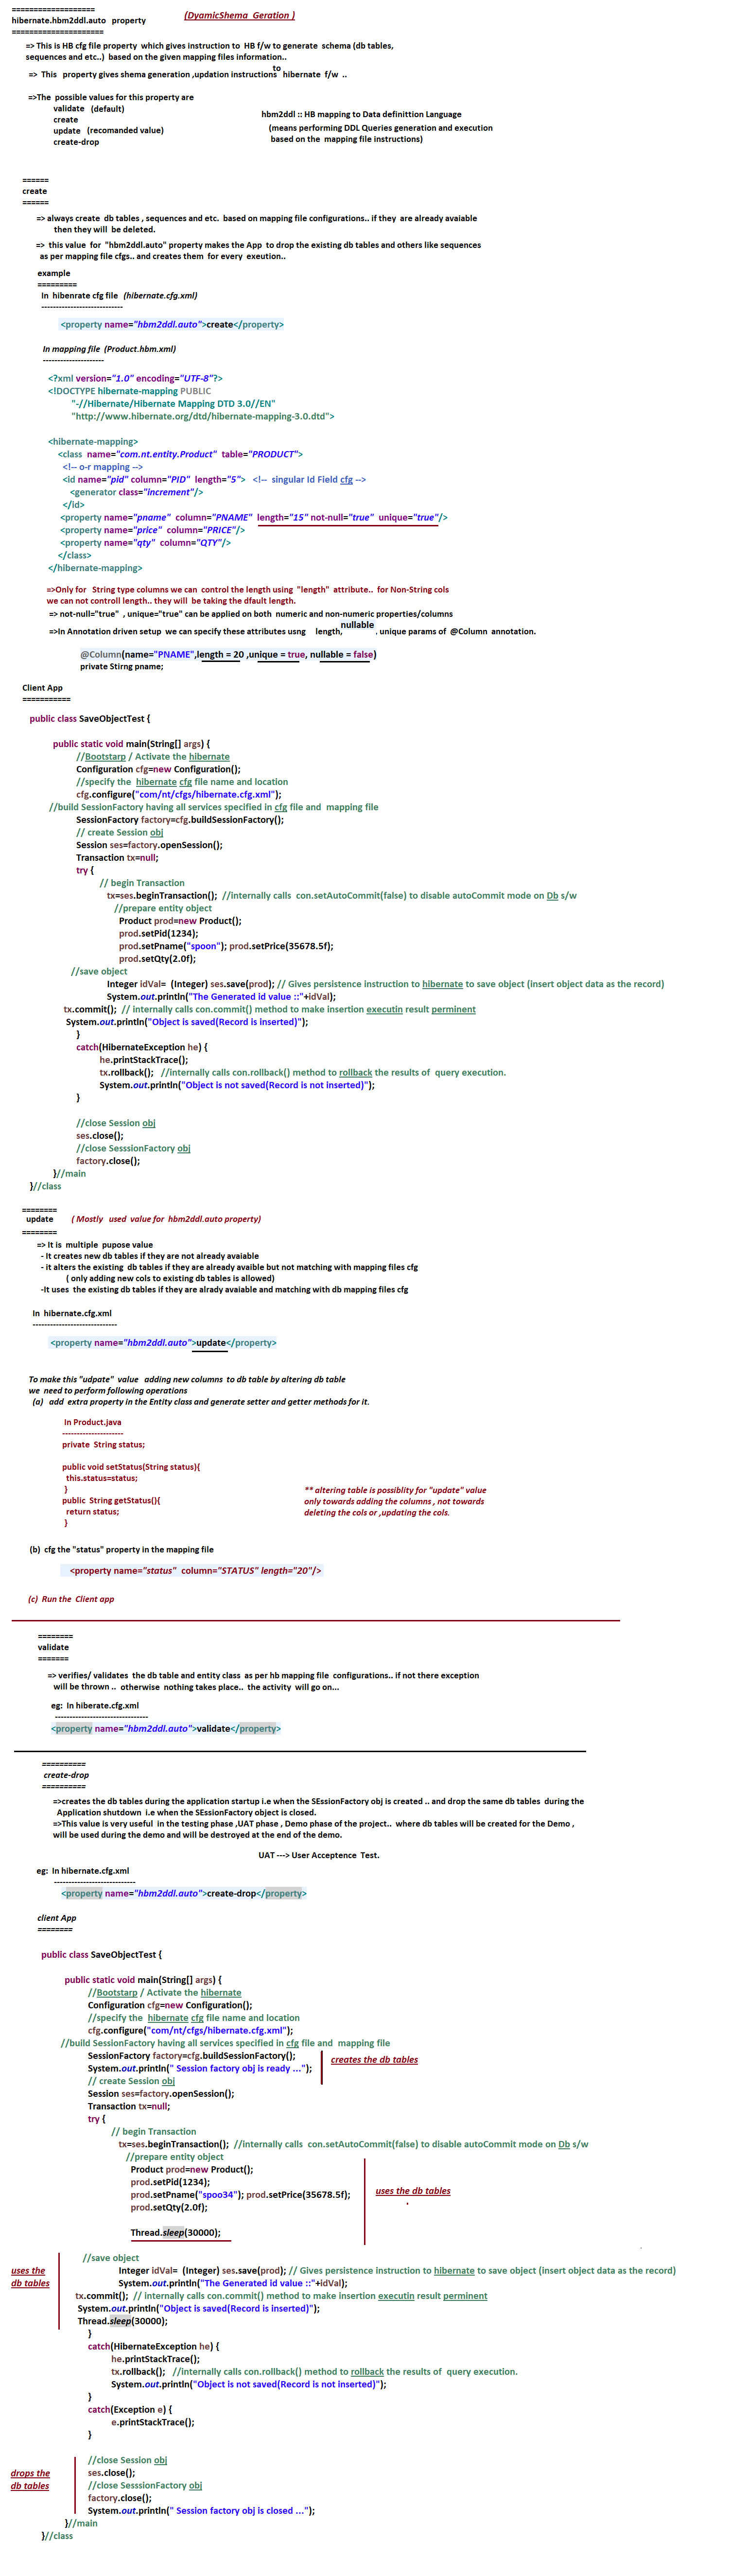 ===================
hibernate.hbm2ddl.auto property (DyamicShema Geration )
=====================
=> This is HB cfg file property which gives instruction to HB f/w to generate schema (db tables,
sequences and etc..) based on the given mapping files information..
=> This property gives shema generation ,updation instructions to hibernate f/w ..
=>The possible values for this property are
validate (default)
create
update (recomanded value)
create-drop
hbm2ddl :: HB mapping to Data definittion Language
(means performing DDL Queries generation and execution
based on the mapping file instructions)
======
create
======
=> always create db tables , sequences and etc. based on mapping file configurations.. if they are already avaiable
then they will be deleted.
=> this value for "hbm2ddl.auto" property makes the App to drop the existing db tables and others like sequences
as per mapping file cfgs.. and creates them for every exeution..
example
=========
In hibenrate cfg file (hibernate.cfg.xml)
----------------------------
<property name="hbm2ddl.auto">create</property>
In mapping file (Product.hbm.xml)
---------------------
<?xml version="1.0" encoding="UTF-8"?>
<!DOCTYPE hibernate-mapping PUBLIC
"-//Hibernate/Hibernate Mapping DTD 3.0//EN"
"http://www.hibernate.org/dtd/hibernate-mapping-3.0.dtd">
<hibernate-mapping>
<class name="com.nt.entity.Product" table="PRODUCT">
<!-- o-r mapping -->
<id name="pid" column="PID" length="5"> <!-- singular Id Field cfg -->
<generator class="increment"/>
</id>
<property name="pname" column="PNAME" length="15" not-null="true" unique="true"/>
<property name="price" column="PRICE"/>
<property name="qty" column="QTY"/>
</class>
</hibernate-mapping>
=>Only for String type columns we can control the length using "length" attribute.. for Non-String cols
we can not controll length.. they will be taking the dfault length.
=> not-null="true" , unique="true" can be applied on both numeric and non-numeric properties/columns
=>In Annotation driven setup we can specify these attributes usng length, nullable , unique params of @Column annotation.
@Column(name="PNAME",length = 20 ,unique = true, nullable = false)
private Stirng pname;
Client App
===========
public class SaveObjectTest {
public static void main(String[] args) {
//Bootstarp / Activate the hibernate
Configuration cfg=new Configuration();
//specify the hibernate cfg file name and location
cfg.configure("com/nt/cfgs/hibernate.cfg.xml");
//build SessionFactory having all services specified in cfg file and mapping file
SessionFactory factory=cfg.buildSessionFactory();
// create Session obj
Session ses=factory.openSession();
Transaction tx=null;
try {
// begin Transaction
tx=ses.beginTransaction(); //internally calls con.setAutoCommit(false) to disable autoCommit mode on Db s/w
//prepare entity object
Product prod=new Product();
prod.setPid(1234);
prod.setPname("spoon"); prod.setPrice(35678.5f);
prod.setQty(2.0f);
//save object
Integer idVal= (Integer) ses.save(prod); // Gives persistence instruction to hibernate to save object (insert object data as the record)
System.out.println("The Generated id value ::"+idVal);
tx.commit(); // internally calls con.commit() method to make insertion executin result perminent
System.out.println("Object is saved(Record is inserted)");
}
catch(HibernateException he) {
he.printStackTrace();
tx.rollback(); //internally calls con.rollback() method to rollback the results of query execution.
System.out.println("Object is not saved(Record is not inserted)");
}
//close Session obj
ses.close();
//close SesssionFactory obj
factory.close();
}//main
}//class
========
update ( Mostly used value for hbm2ddl.auto property)
========
=> It is multiple pupose value
- It creates new db tables if they are not already avaiable
- it alters the existing db tables if they are already avaible but not matching with mapping files cfg
( only adding new cols to existing db tables is allowed)
-It uses the existing db tables if they are alrady avaiable and matching with db mapping files cfg
In hibernate.cfg.xml
-----------------------------
<property name="hbm2ddl.auto">update</property>
To make this "udpate" value adding new columns to db table by altering db table
we need to perform following operations
(a) add extra property in the Entity class and generate setter and getter methods for it.
In Product.java
---------------------
private String status;
public void setStatus(String status){
this.status=status;
}
public String getStatus(){
return status;
}
** altering table is possiblity for "update" value
only towards adding the columns , not towards
deleting the cols or ,updating the cols.
(b) cfg the "status" property in the mapping file
<property name="status" column="STATUS" length="20"/>
(c) Run the Client app
========
validate
=======
=> verifies/ validates the db table and entity class as per hb mapping file configurations.. if not there exception
will be thrown .. otherwise nothing takes place.. the activity will go on...
eg: In hiberate.cfg.xml
--------------------------------
<property name="hbm2ddl.auto">validate</property>
==========
create-drop
==========
=>creates the db tables during the application startup i.e when the SEssionFactory obj is created .. and drop the same db tables during the
Application shutdown i.e when the SEssionFactory object is closed.
=>This value is very useful in the testing phase ,UAT phase , Demo phase of the project.. where db tables will be created for the Demo ,
will be used during the demo and will be destroyed at the end of the demo.
UAT ---> User Acceptence Test.
eg: In hibernate.cfg.xml
----------------------------
<property name="hbm2ddl.auto">create-drop</property>
client App
========
public class SaveObjectTest {
public static void main(String[] args) {
//Bootstarp / Activate the hibernate
Configuration cfg=new Configuration();
//specify the hibernate cfg file name and location
cfg.configure("com/nt/cfgs/hibernate.cfg.xml");
//build SessionFactory having all services specified in cfg file and mapping file
SessionFactory factory=cfg.buildSessionFactory();
System.out.println(" Session factory obj is ready ...");
creates the db tables
// create Session obj
Session ses=factory.openSession();
Transaction tx=null;
try {
// begin Transaction
tx=ses.beginTransaction(); //internally calls con.setAutoCommit(false) to disable autoCommit mode on Db s/w
//prepare entity object
Product prod=new Product();
prod.setPid(1234);
prod.setPname("spoo34"); prod.setPrice(35678.5f);
prod.setQty(2.0f);
uses the db tables
Thread.sleep(30000);
//save object
Integer idVal= (Integer) ses.save(prod); // Gives persistence instruction to hibernate to save object (insert object data as the record)
System.out.println("The Generated id value ::"+idVal);
uses the
db tables
tx.commit(); // internally calls con.commit() method to make insertion executin result perminent
System.out.println("Object is saved(Record is inserted)");
Thread.sleep(30000);
}
catch(HibernateException he) {
he.printStackTrace();
tx.rollback(); //internally calls con.rollback() method to rollback the results of query execution.
System.out.println("Object is not saved(Record is not inserted)");
}
catch(Exception e) {
e.printStackTrace();
}
//close Session obj
ses.close();
//close SesssionFactory obj
drops the
db tables
factory.close();
System.out.println(" Session factory obj is closed ...");
}//main
}//class